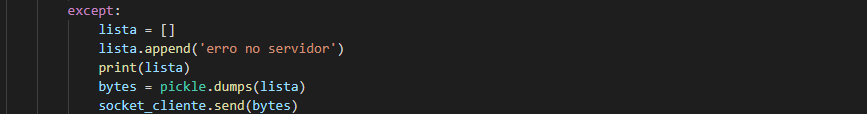 except:
lista = []
lista.append('erro no servidor')
print(lista)
bytes = pickle.dumps(lista)
socket_cliente.send(bytes)